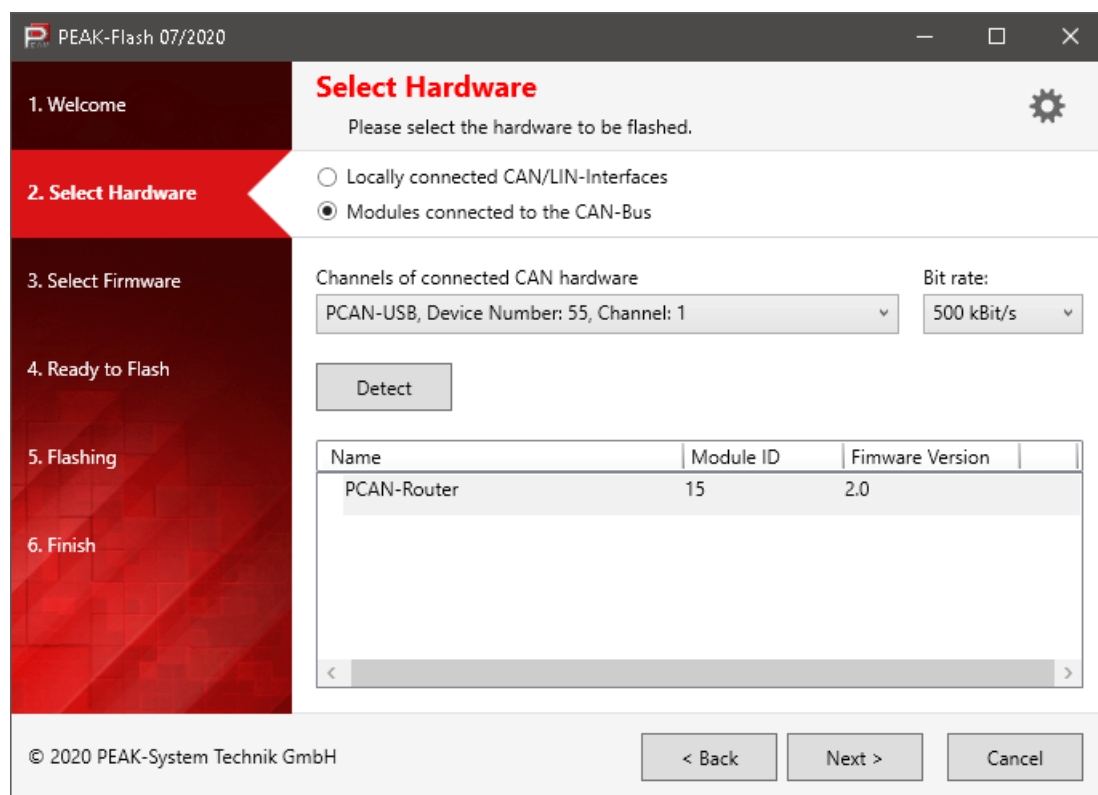 PEAK-Flash 07/2020
1. Welcome
2. Select Hardware
3. Select Firmware
4. Ready to Flash
5. Flashing
6. Finish
Select Hardware
Please select the hardware to be flashed.
Locally connected CAN/LIN-Interfaces
Modules connected to the CAN-Bus
Channels of connected CAN hardware
Bit rate:
PCAN-USB, Device Number: 55, Channel: 1
500 kBit/s
Detect
Name Module ID Fimware Version
PCAN-Router 15 2.0
© 2020 PEAK-System Technik GmbH
< Back Next > Cancel